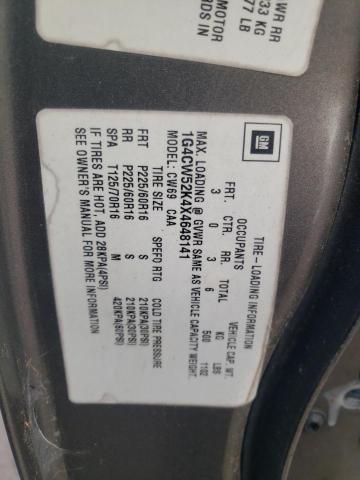 WR RR
33 KG
77 LB
MOTOR
RDS IN
GM
TIRE-LOADING INFORMATION
OCCUPANTS VEHICLE CAP. WT.
FRT. CTR. RR. TOTAL KG LBS
3 0 3 6 500 1102
MAX. LOADING @ GVWR SAME AS VEHICLE CAPACITY WEIGHT.
1G4CW52K4X4648141
C CW69 CAA
TIRE SIZE SPEED RTG COLD TIRE PRESSURE
FRT P225/60R16 S 210KPA(30PSI)
RR P225/60R16 S 210KPA(30PSI)
SPA T125/70R16 M 420KPA(60PSI)
IF TIRES ARE HOT, ADD 28KPA(4PSI)
SEE OWNER'S MANUAL FOR MORE INFORMATION